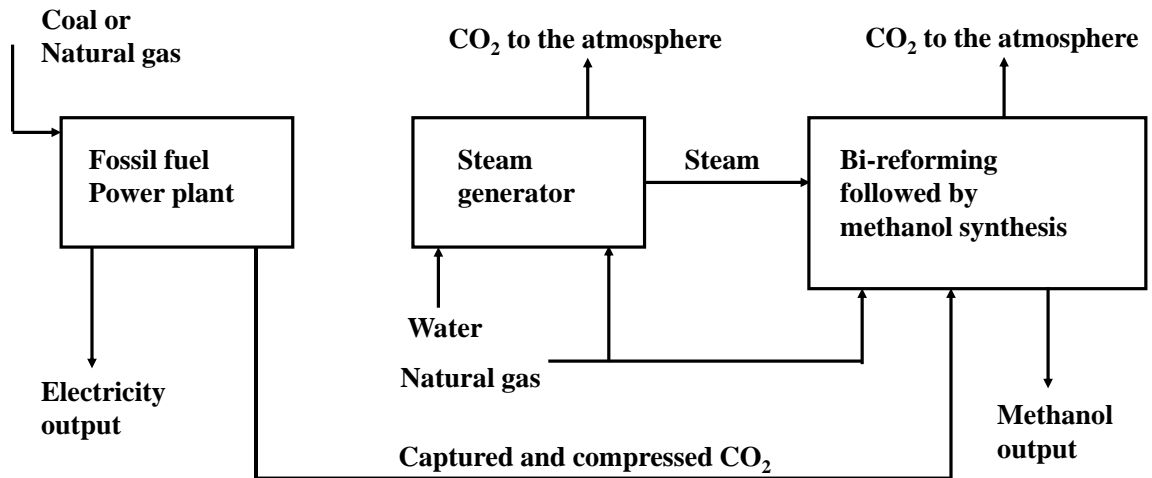 Coal or
Natural gas
CO₂ to the atmosphere
CO₂ to the atmosphere
Fossil fuel
Power plant
Steam
generator
Steam
Bi-reforming
followed by
methanol synthesis
Water
Natural gas
Electricity
output
Methanol
output
Captured and compressed CO₂